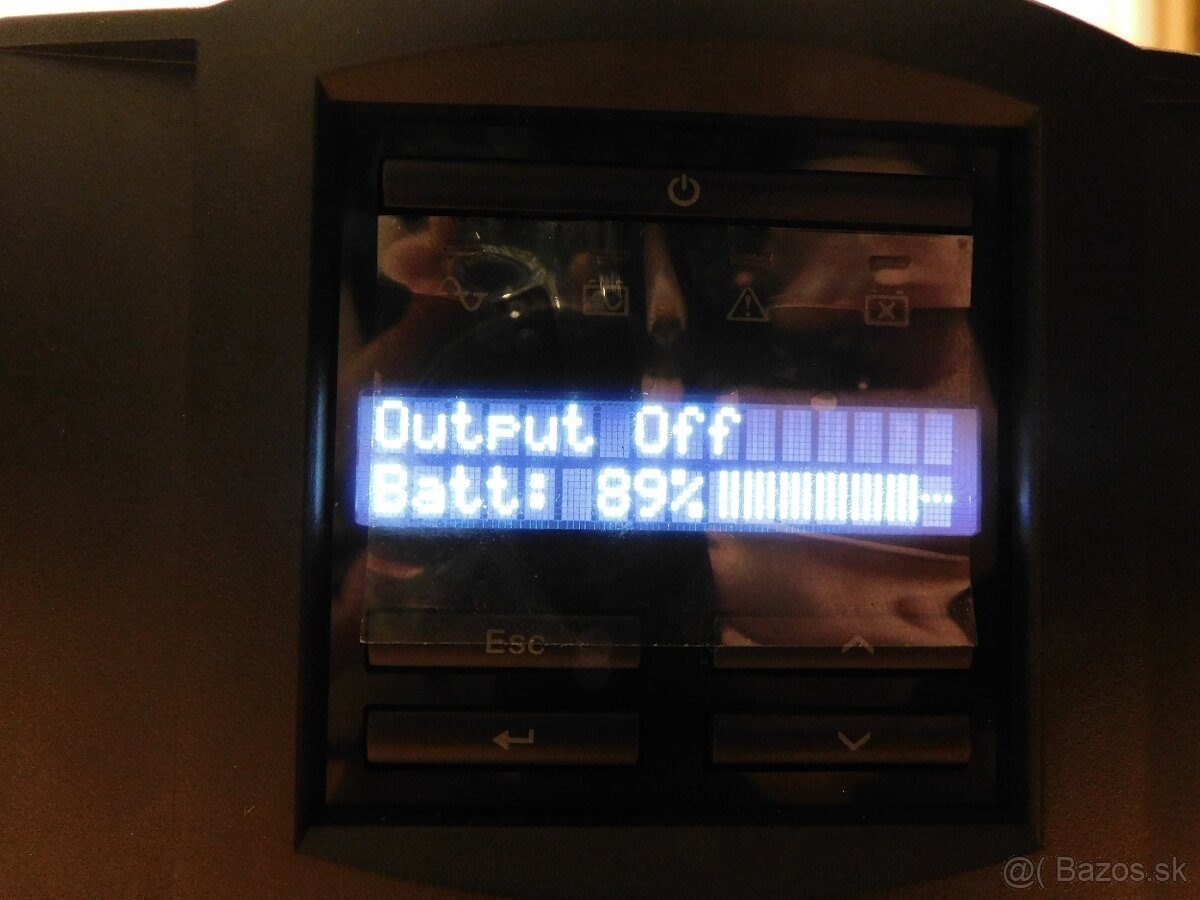 Output Off
Batt: 89%
Esc
@( Bazos.sk